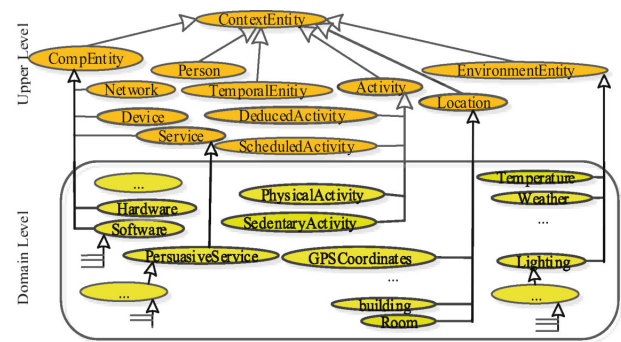 Upper Level
ContextEntity
CompEntity
Person
EnvironmentEntity
Network
TemporalEnitiy
Activity
Location
Device
DeducedActivity
Service
ScheduledActivity
Domain Level
...
Temperature
PhysicalActivity
Weather
Hardware
...
Software
SedentaryActivity
PersuasiveService
GPSCoordinates
Lighting
...
...
...
building
Room